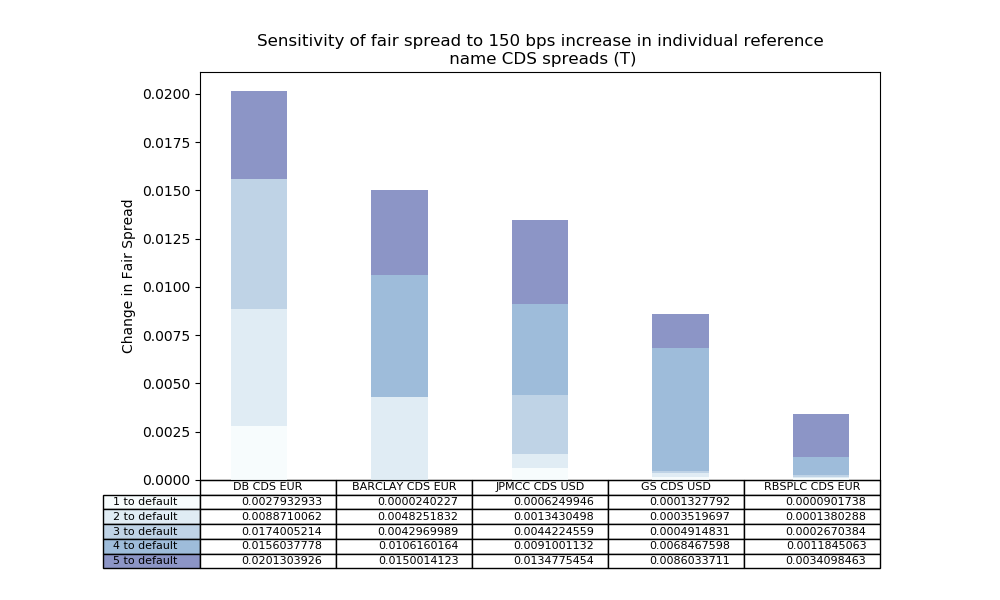 Sensitivity of fair spread to 150 bps increase in individual reference
name CDS spreads (T)
Change in Fair Spread
0.0200
0.0175
0.0150
0.0125
0.0100
0.0075
0.0050
0.0025
0.0000
DB CDS EUR BARCLAY CDS EUR JPMCC CDS USD GS CDS USD RBSPLC CDS EUR
1 to default 0.0027932933 0.0000240227 0.0006249946 0.0001327792 0.0000901738
2 to default 0.0088710062 0.0048251832 0.0013430498 0.0003519697 0.0001380288
3 to default 0.0174005214 0.0042969989 0.0044224559 0.0004914831 0.0002670384
4 to default 0.0156037778 0.0106160164 0.0091001132 0.0068467598 0.0011845063
5 to default 0.0201303926 0.0150014123 0.0134775454 0.0086033711 0.0034098463